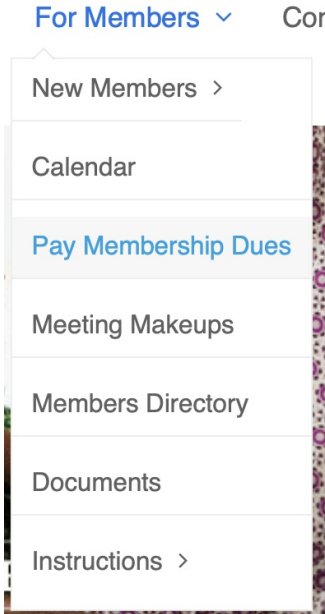 For Members
New Members
Calendar
Pay Membership Dues
Meeting Makeups
Members Directory
Documents
Instructions